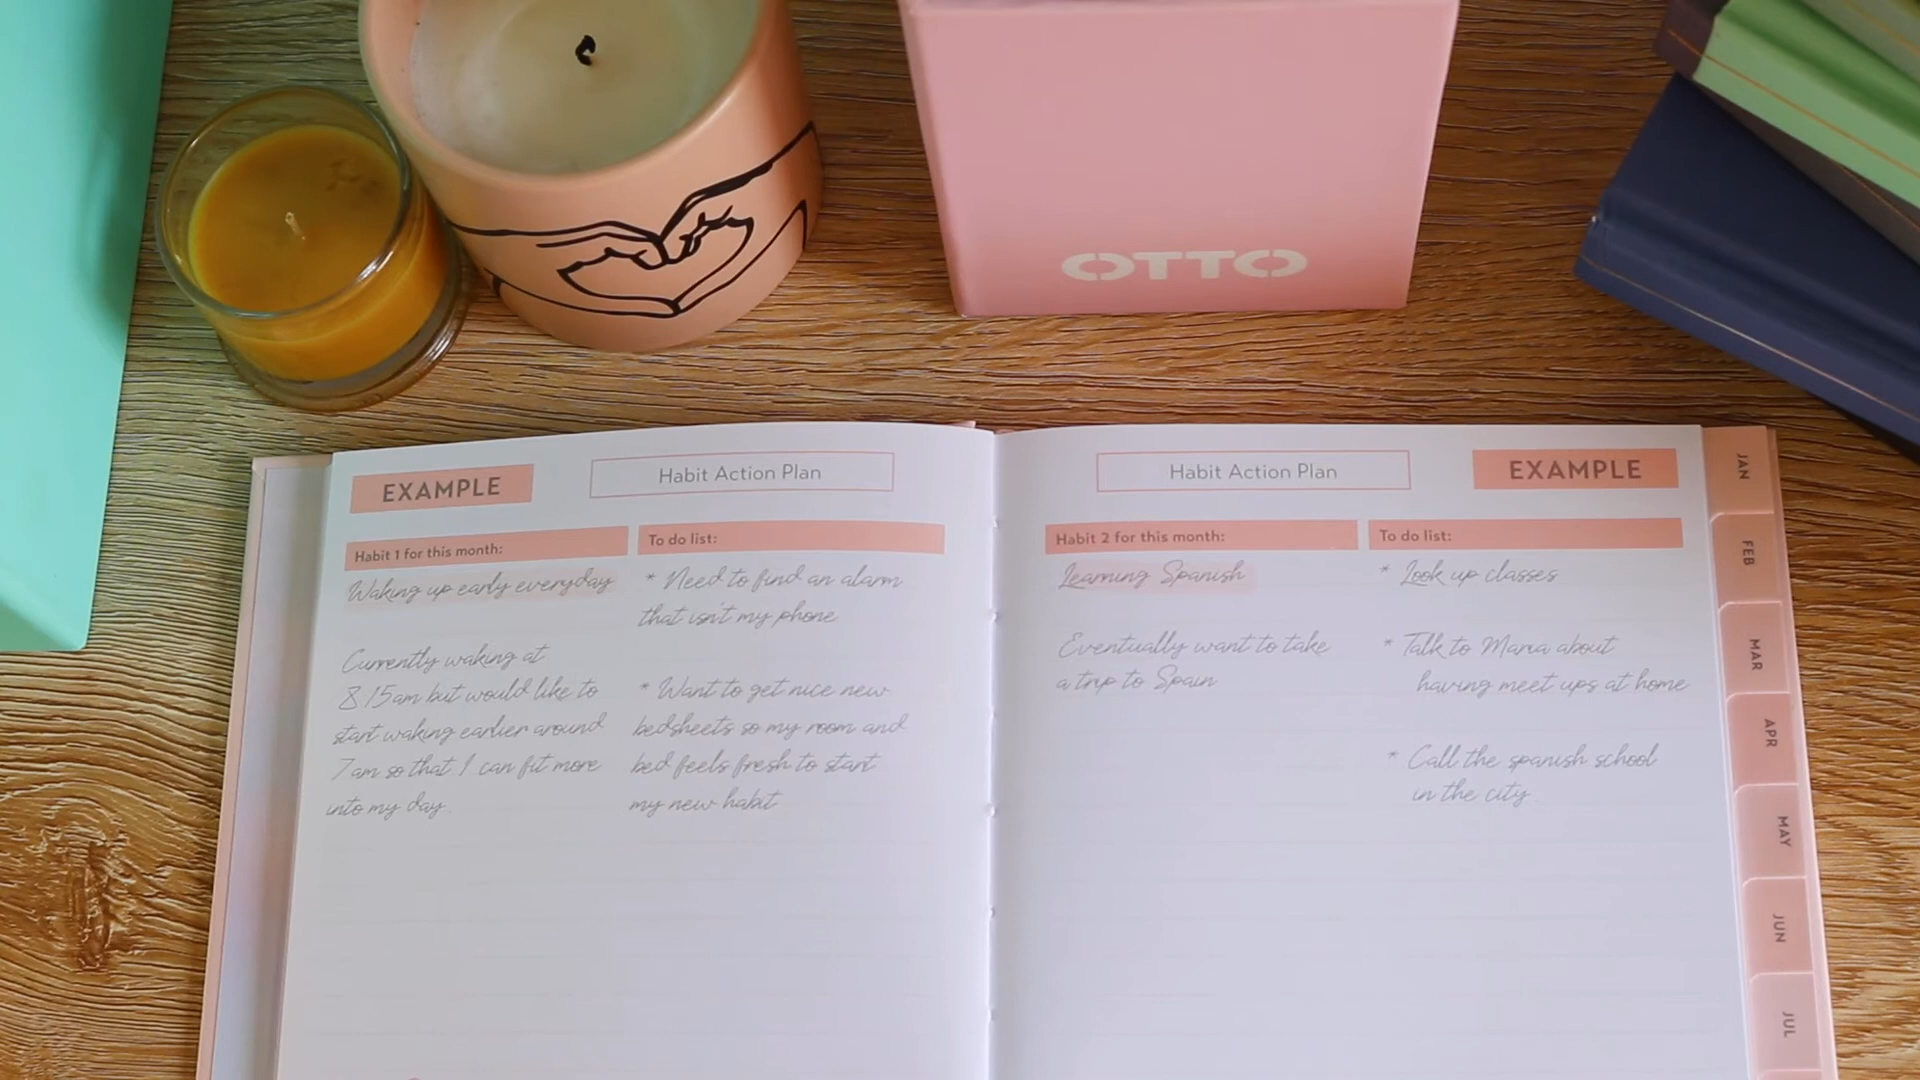 OTTO
EXAMPLE
Habit Action Plan
Habit 1 for this month:
Waking up early everyday
Currently waking at
8:15am but would like to
start waking earlier around
7am so that I can fit more
into my day.
To do list:
* Need to find an alarm
that isn't my phone
* Want to get nice new
bedsheets so my room and
bed feels fresh to start
my new habit
Habit Action Plan
EXAMPLE
Habit 2 for this month:
Learning Spanish
Eventually want to take
a trip to Spain
To do list:
* Look up classes
* Talk to Maria about
having meet ups at home
* Call the spanish school
in the city
JAN
FEB
MAR
APR
MAY
JUN
JUL